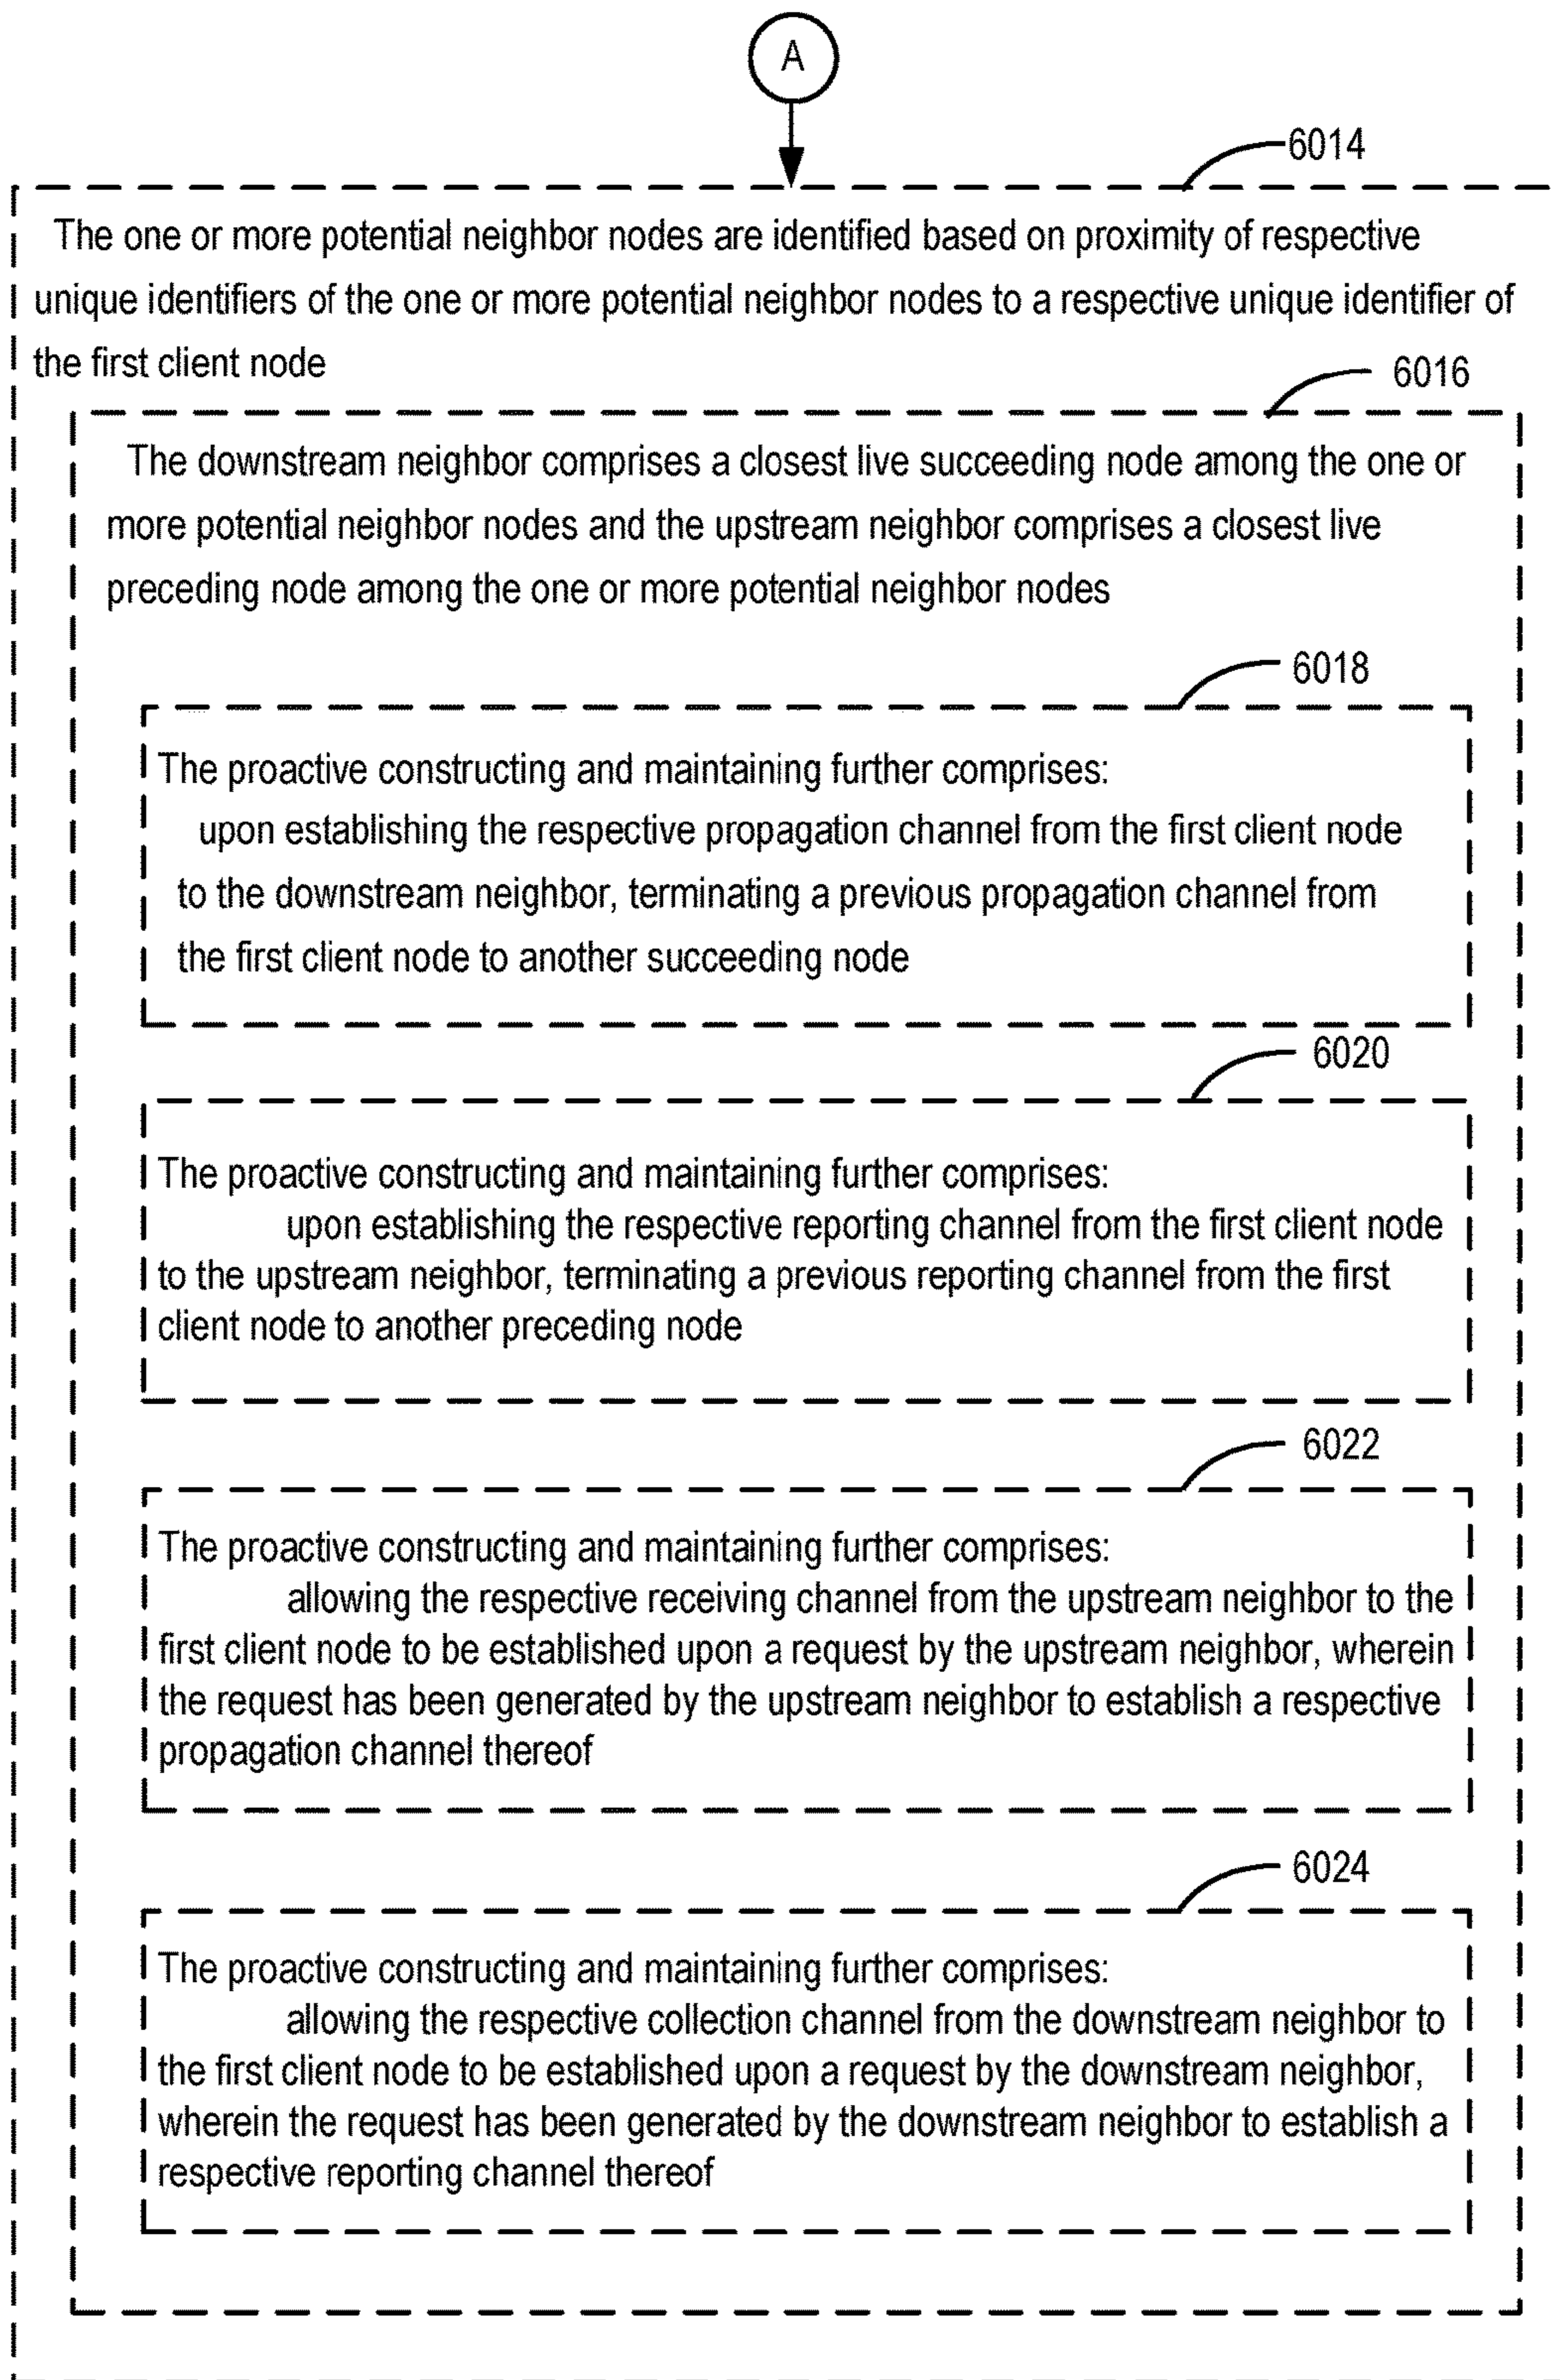 A
6014
The one or more potential neighbor nodes are identified based on proximity of respective
unique identifiers of the one or more potential neighbor nodes to a respective unique identifier of
the first client node
6016
The downstream neighbor comprises a closest live succeeding node among the one or
more potential neighbor nodes and the upstream neighbor comprises a closest live
preceding node among the one or more potential neighbor nodes
6018
The proactive constructing and maintaining further comprises:
upon establishing the respective propagation channel from the first client node
to the downstream neighbor, terminating a previous propagation channel from
the first client node to another succeeding node
6020
The proactive constructing and maintaining further comprises:
upon establishing the respective reporting channel from the first client node
to the upstream neighbor, terminating a previous reporting channel from the first
client node to another preceding node
6022
The proactive constructing and maintaining further comprises:
allowing the respective receiving channel from the upstream neighbor to the
first client node to be established upon a request by the upstream neighbor, wherein
the request has been generated by the upstream neighbor to establish a respective
propagation channel thereof
6024
The proactive constructing and maintaining further comprises:
allowing the respective collection channel from the downstream neighbor to
the first client node to be established upon a request by the downstream neighbor,
wherein the request has been generated by the downstream neighbor to establish a
respective reporting channel thereof